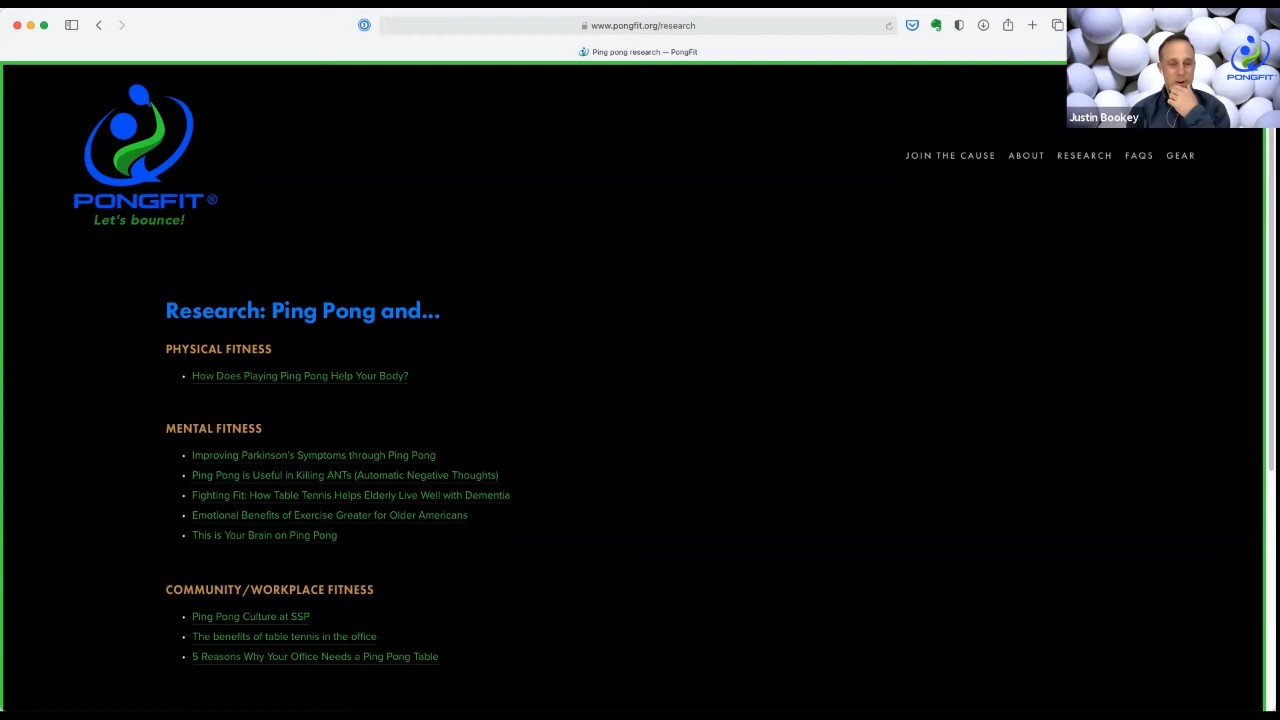 www.pongfit.org/research
Ping pong research — PongFit
PONGFIT
Justin Bookey
PONGFIT®
Let's bounce!
JOIN THE CAUSE ABOUT RESEARCH FAQS GEAR
Research: Ping Pong and...
PHYSICAL FITNESS
• How Does Playing Ping Pong Help Your Body?
MENTAL FITNESS
• Improving Parkinson's Symptoms through Ping Pong
• Ping Pong is Useful in Killing ANTs (Automatic Negative Thoughts)
• Fighting Fit: How Table Tennis Helps Elderly Live Well with Dementia
• Emotional Benefits of Exercise Greater for Older Americans
• This is Your Brain on Ping Pong
COMMUNITY/WORKPLACE FITNESS
• Ping Pong Culture at SSP
• The benefits of table tennis in the office
• 5 Reasons Why Your Office Needs a Ping Pong Table